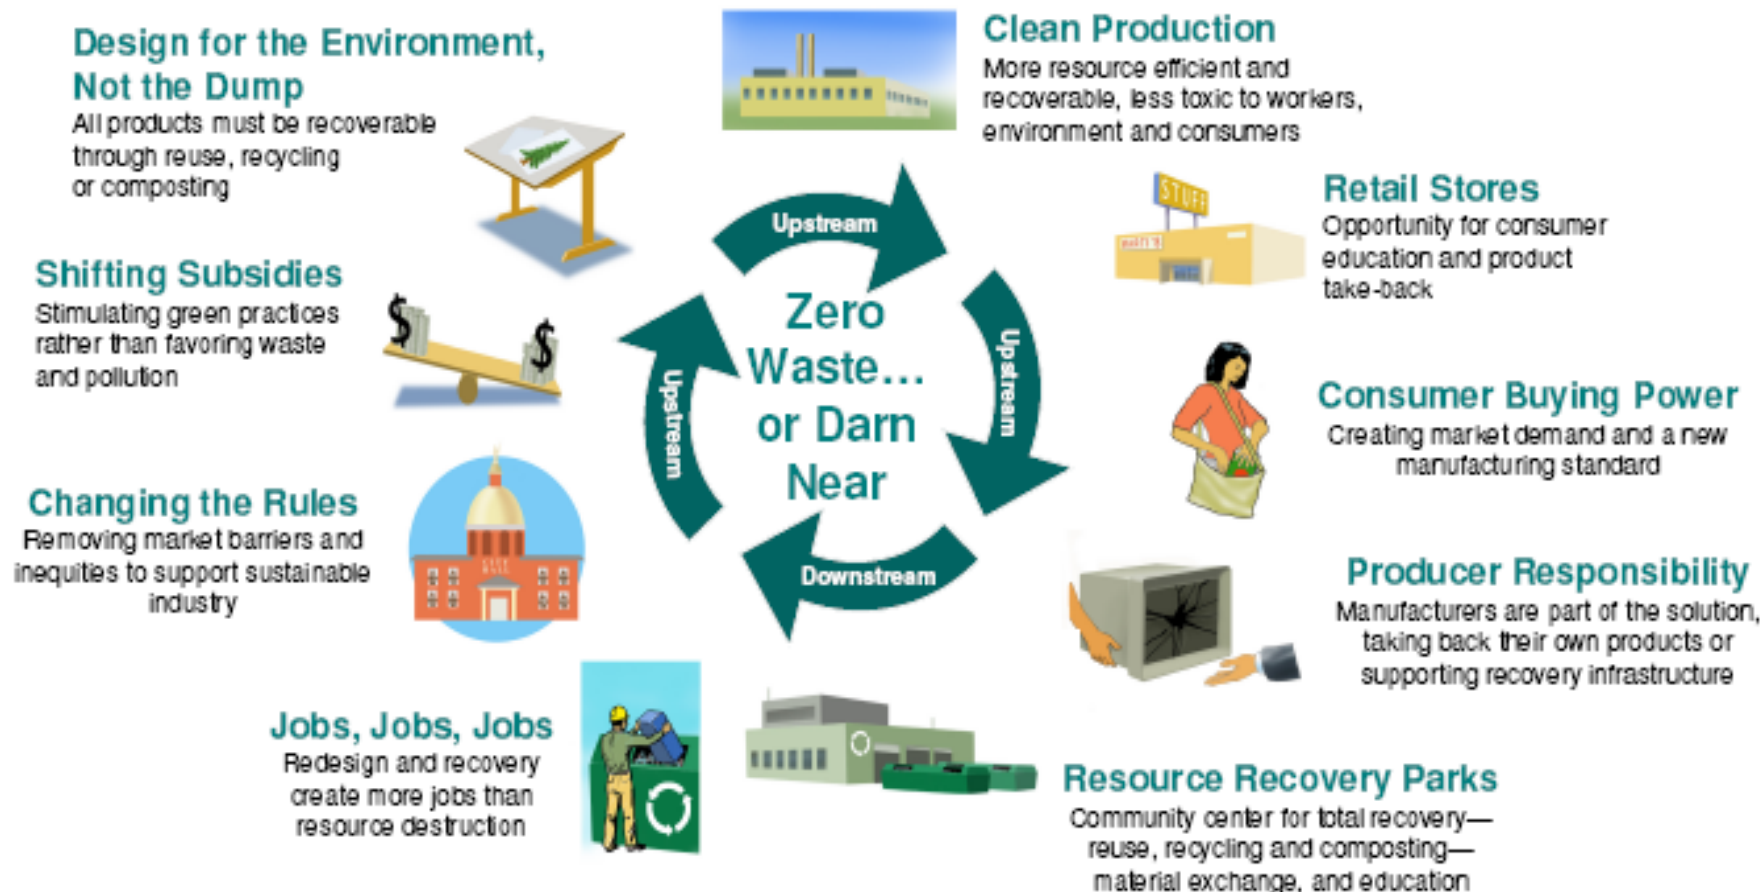 Design for the Environment,
Not the Dump
All products must be recoverable
through reuse, recycling
or composting
Clean Production
More resource efficient and
recoverable, less toxic to workers,
environment and consumers
Retail Stores
Opportunity for consumer
education and product
take-back
STUFF
Shifting Subsidies
Stimulating green practices
rather than favoring waste
and pollution
$
$
Upstream
Upstream
Upstream
Downstream
Zero
Waste...
or Darn
Near
Consumer Buying Power
Creating market demand and a new
manufacturing standard
Changing the Rules
Removing market barriers and
inequities to support sustainable
industry
CITY
HALL
Producer Responsibility
Manufacturers are part of the solution,
taking back their own products or
supporting recovery infrastructure
Jobs, Jobs, Jobs
Redesign and recovery
create more jobs than
resource destruction
Resource Recovery Parks
Community center for total recovery—
reuse, recycling and composting—
material exchange, and education